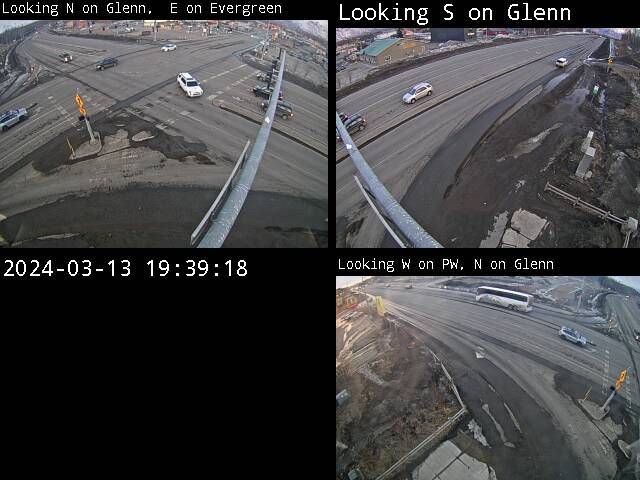 Looking N on Glenn, E on Evergreen
Looking S on Glenn
2024-03-13 19:39:18
Looking W on PW, N on Glenn